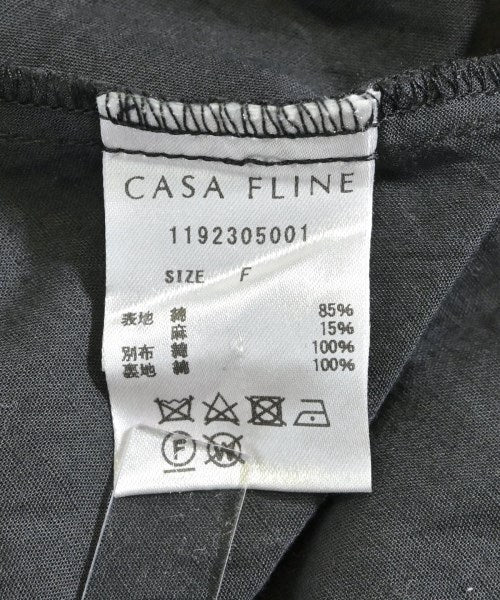 CASA FLINE
1192305001
SIZE F
表地 綿 85%
麻 15%
別布 綿 100%
裏地 綿 100%
F
W